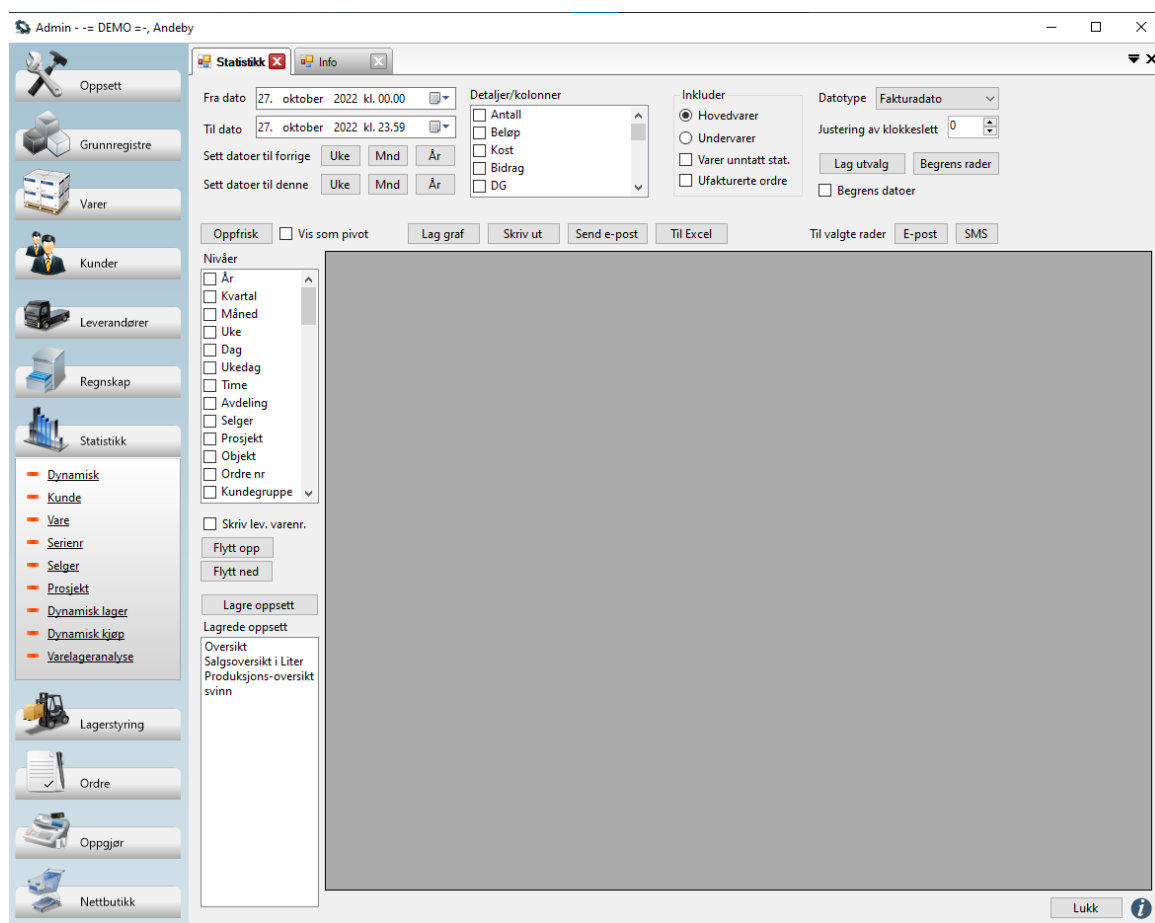 Admin - -= DEMO =-, Andeby
Oppsett
Grunnregistre
Varer
Kunder
Leverandører
Regnskap
Statistikk
Dynamisk
Kunde
Vare
Serienr
Selger
Prosjekt
Dynamisk lager
Dynamisk kjøp
Varelageranalyse
Lagerstyring
Ordre
Oppgjør
Nettbutikk
Statistikk Info
Fra dato 27. oktober 2022 kl. 00.00
Til dato 27. oktober 2022 kl. 23.59
Sett datoer til forrige Uke Mnd År
Sett datoer til denne Uke Mnd År
Detaljer/kolonner
Antall
Beløp
Kost
Bidrag
DG
Inkluder
Hovedvarer
Undervarer
Varer unntatt stat.
Ufakturerte ordre
Datotype Fakturadato
Justering av klokkeslett 0
Lag utvalg Begrens rader
Begrens datoer
Oppfrisk Vis som pivot Lag graf Skriv ut Send e-post Til Excel Til valgte rader E-post SMS
Nivåer
År
Kvartal
Måned
Uke
Dag
Ukedag
Time
Avdeling
Selger
Prosjekt
Objekt
Ordre nr
Kundegruppe
Skriv lev. varenr.
Flytt opp
Flytt ned
Lagre oppsett
Lagrede oppsett
Oversikt
Salgsoversikt i Liter
Produksjons-oversikt
svinn
Lukk